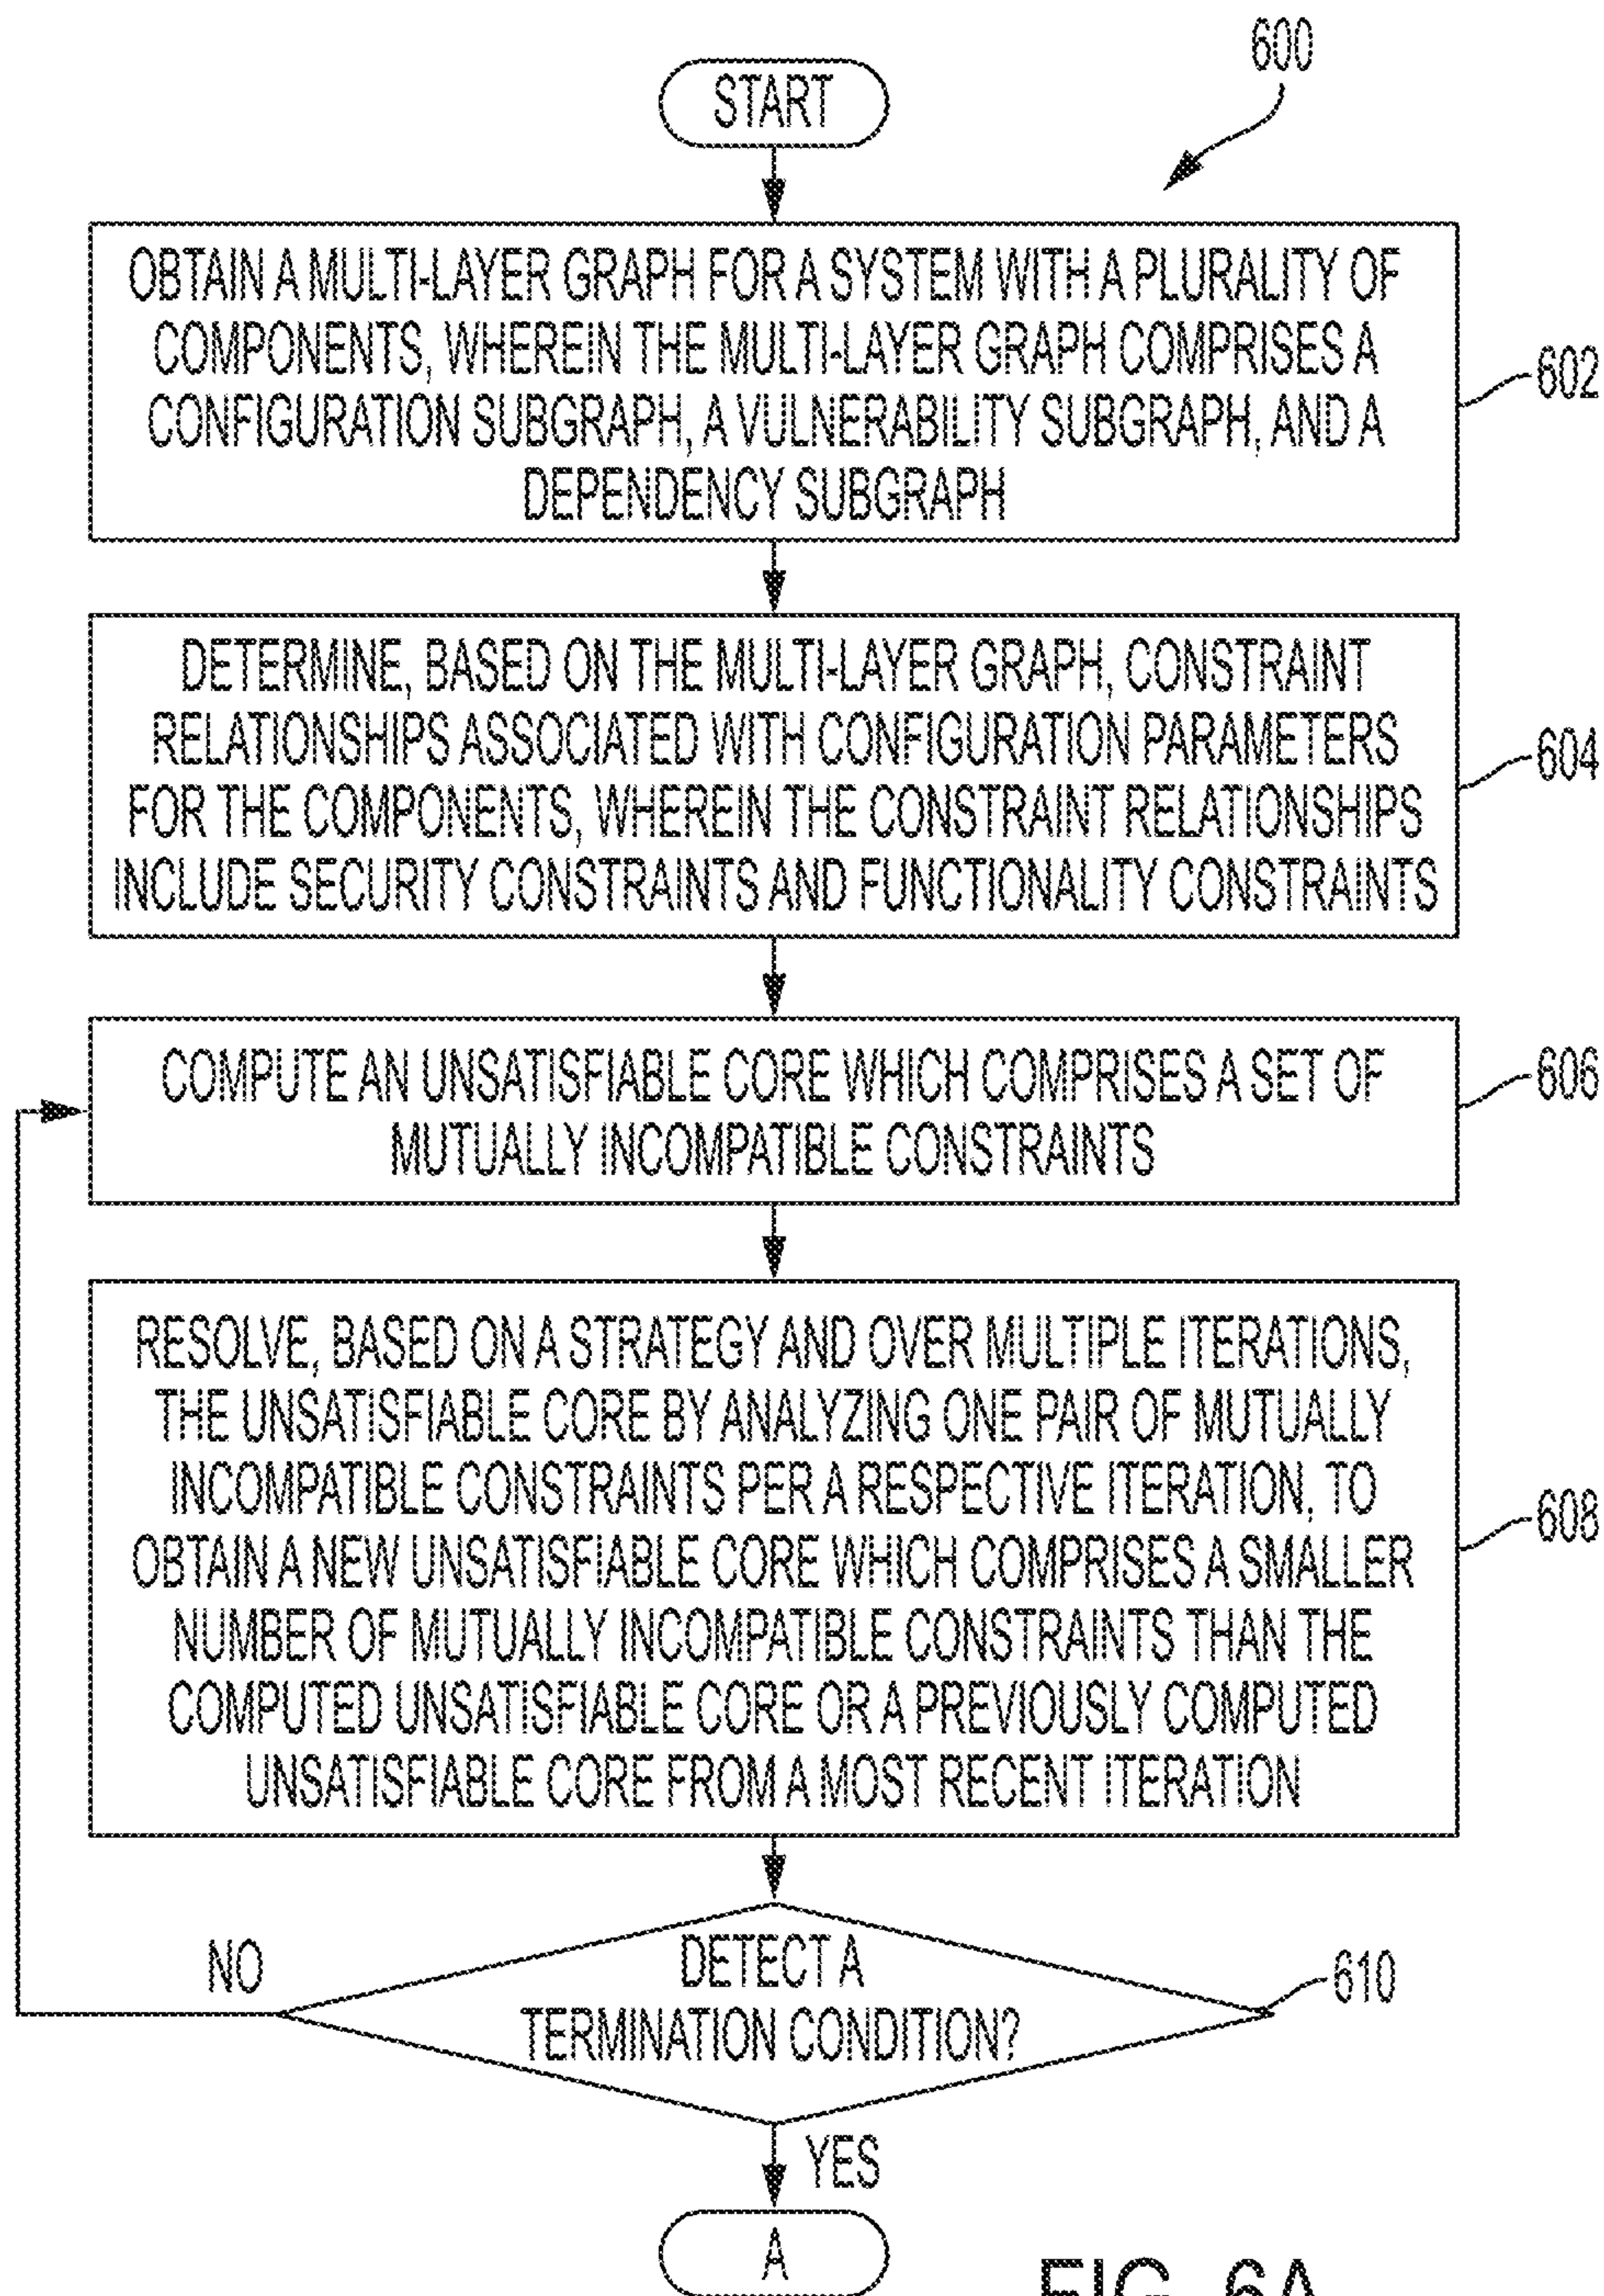 600
START
OBTAIN A MULTI-LAYER GRAPH FOR A SYSTEM WITH A PLURALITY OF
COMPONENTS, WHEREIN THE MULTI-LAYER GRAPH COMPRISES A
CONFIGURATION SUBGRAPH, A VULNERABILITY SUBGRAPH, AND A
DEPENDENCY SUBGRAPH
602
DETERMINE, BASED ON THE MULTI-LAYER GRAPH, CONSTRAINT
RELATIONSHIPS ASSOCIATED WITH CONFIGURATION PARAMETERS
FOR THE COMPONENTS, WHEREIN THE CONSTRAINT RELATIONSHIPS
INCLUDE SECURITY CONSTRAINTS AND FUNCTIONALITY CONSTRAINTS
604
COMPUTE AN UNSATISFIABLE CORE WHICH COMPRISES A SET OF
MUTUALLY INCOMPATIBLE CONSTRAINTS
606
RESOLVE, BASED ON A STRATEGY AND OVER MULTIPLE ITERATIONS,
THE UNSATISFIABLE CORE BY ANALYZING ONE PAIR OF MUTUALLY
INCOMPATIBLE CONSTRAINTS PER A RESPECTIVE ITERATION, TO
OBTAIN A NEW UNSATISFIABLE CORE WHICH COMPRISES A SMALLER
NUMBER OF MUTUALLY INCOMPATIBLE CONSTRAINTS THAN THE
COMPUTED UNSATISFIABLE CORE OR A PREVIOUSLY COMPUTED
UNSATISFIABLE CORE FROM A MOST RECENT ITERATION
608
NO
DETECT A
TERMINATION CONDITION?
610
YES
A
FIG. 6A